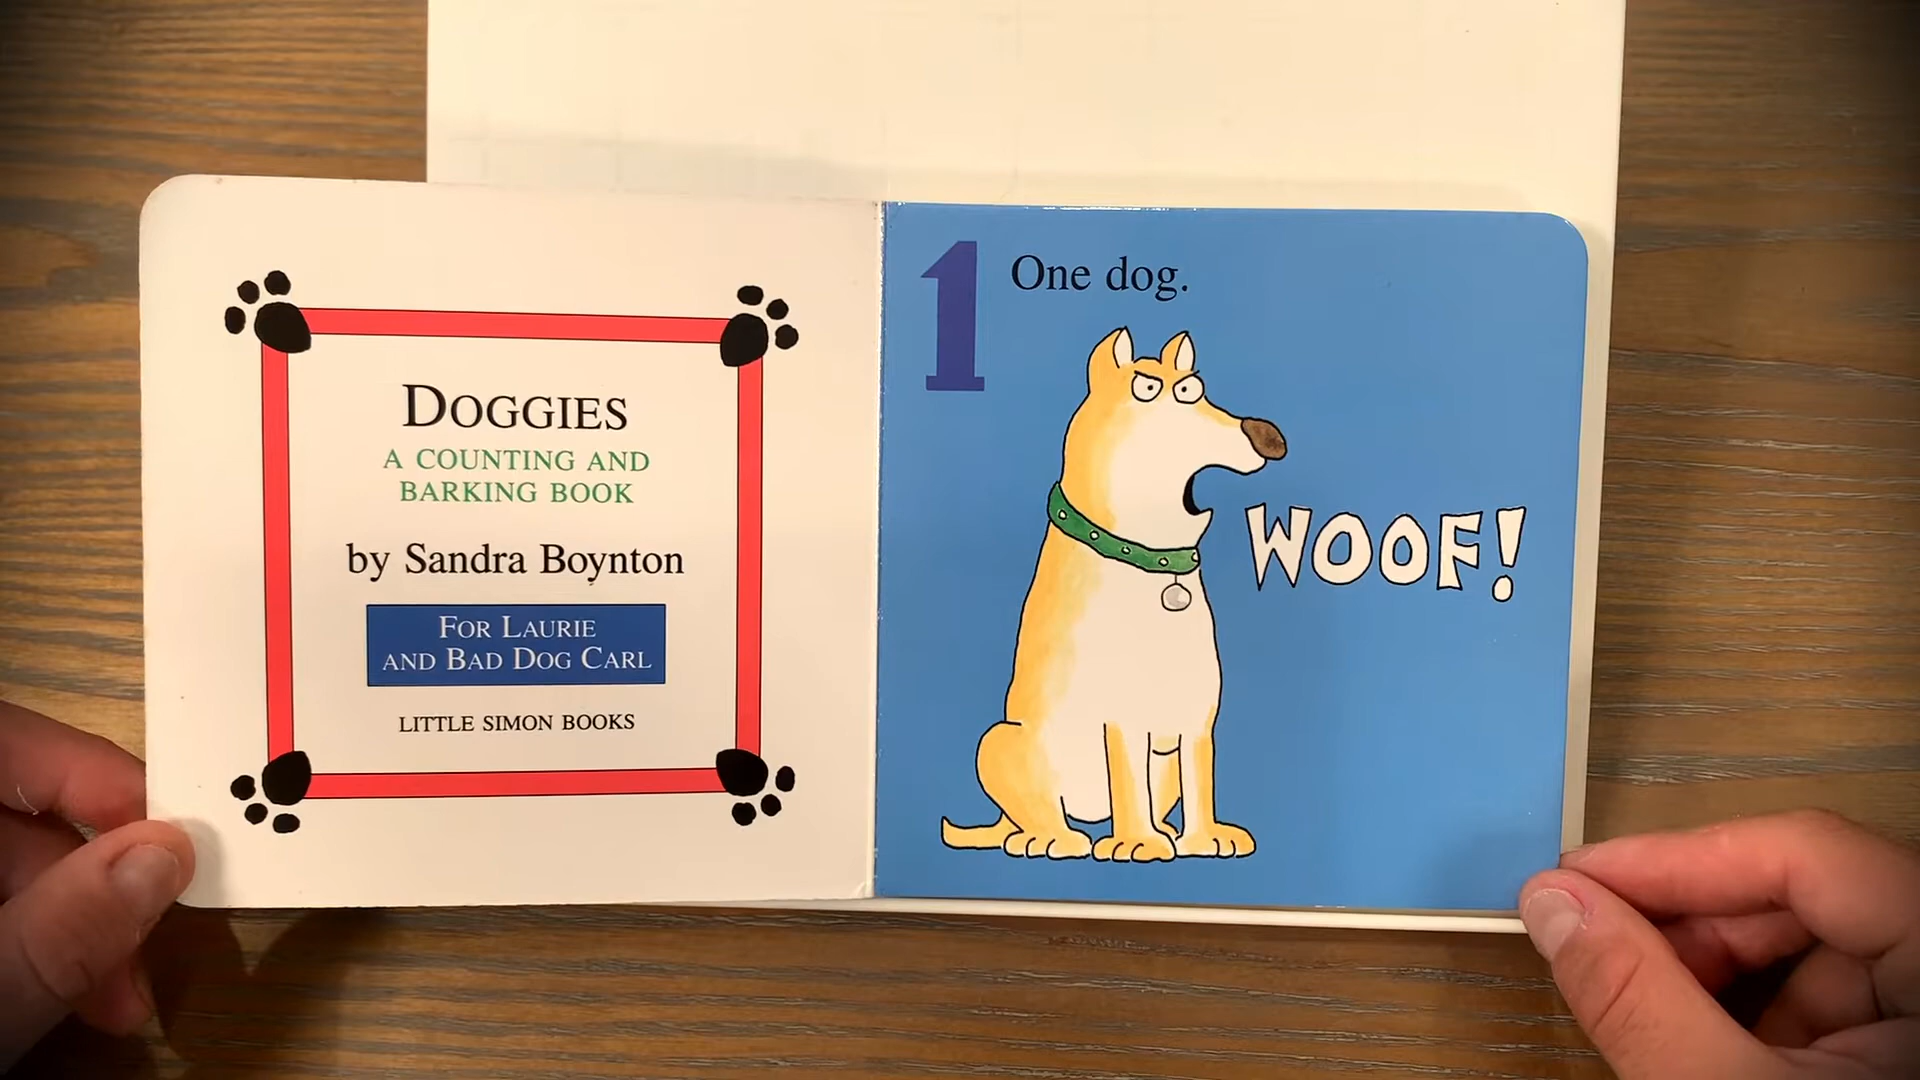 DOGGIES
A COUNTING AND
BARKING BOOK
by Sandra Boynton
FOR LAURIE
AND BAD DOG CARL
LITTLE SIMON BOOKS
1 One dog.
WOOF!